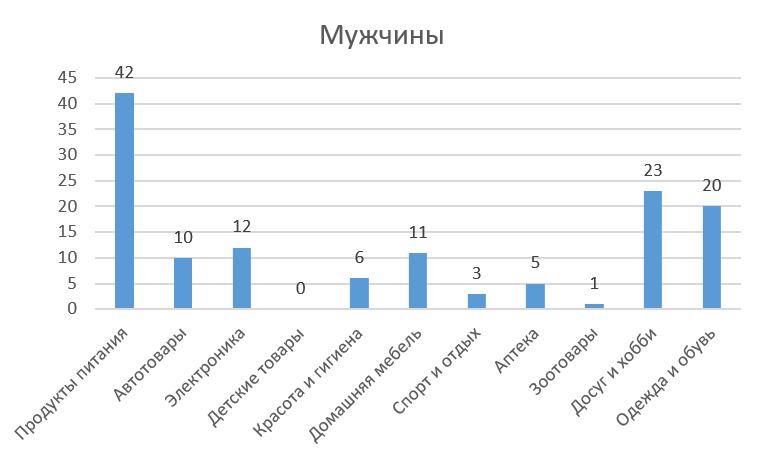 Мужчины
45
40
35
30
25
20
15
10
5
0
42
10
12
0
6
11
3
5
1
23
20
Продукты питания
Автотовары
Электроника
Детские товары
Красота и гигиена
Домашняя мебель
Спорт и отдых
Аптека
Зоотовары
Досуг и хобби
Одежда и обувь